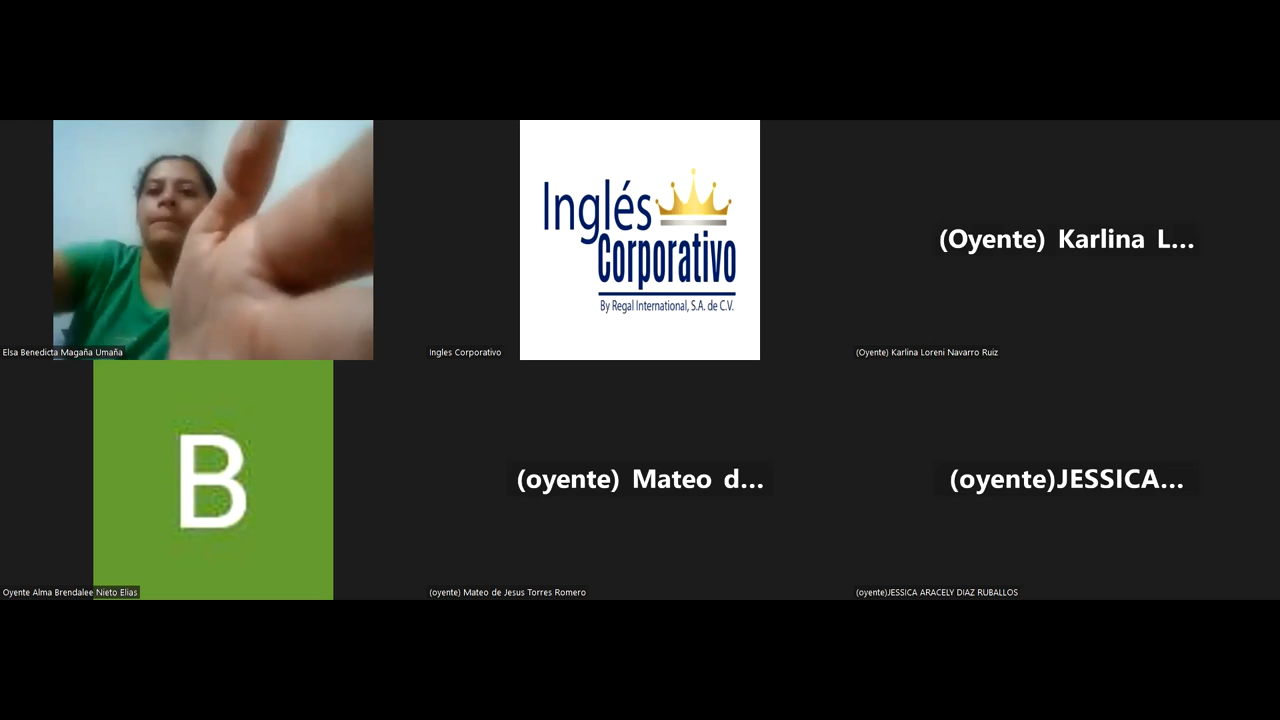 Elsa Benedicta Magaña Umaña
Inglés
Corporativo
By Regal International, S.A. de C.V.
Ingles Corporativo
(Oyente) Karlina L...
(Oyente) Karlina Loreni Navarro Ruiz
B
Oyente Alma Brendalee Nieto Elias
(oyente) Mateo d...
(oyente) Mateo de Jesus Torres Romero
(oyente)JESSICA...
(oyente)JESSICA ARACELY DIAZ RUBALLOS